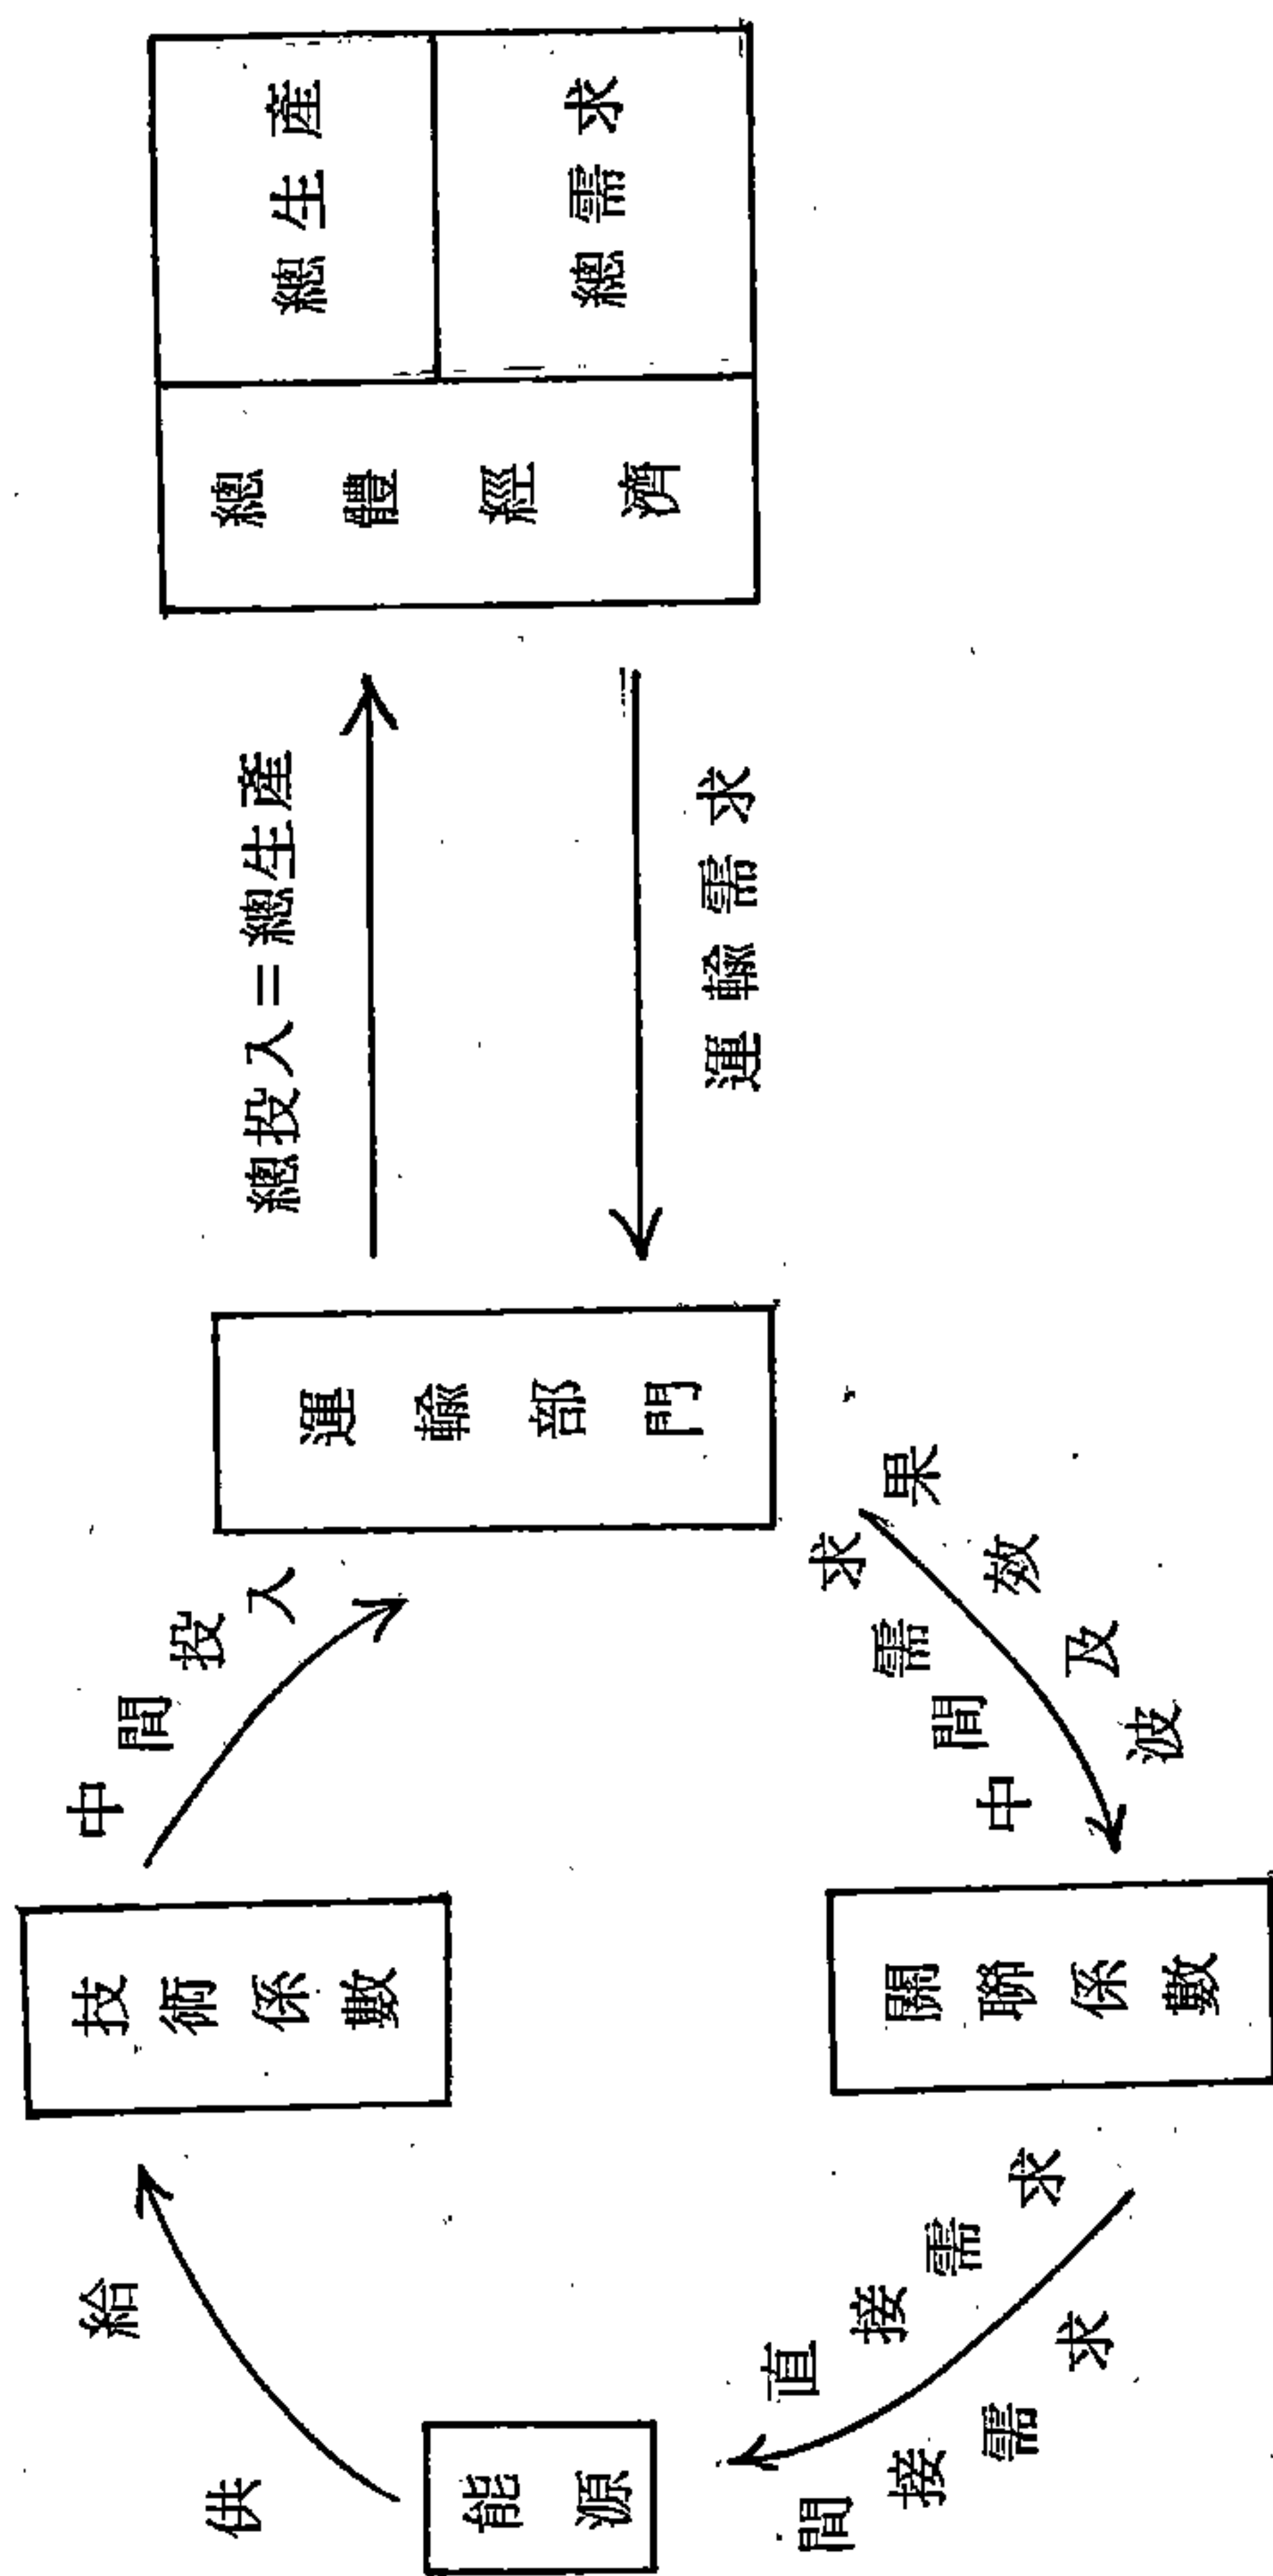 供給
技術係數
中間投入
能源
運輸部門
總投入=總生產
總體經濟
總生產
總需求
運輸需求
中間需求
波及效果
關聯係數
直接需求
間接需求